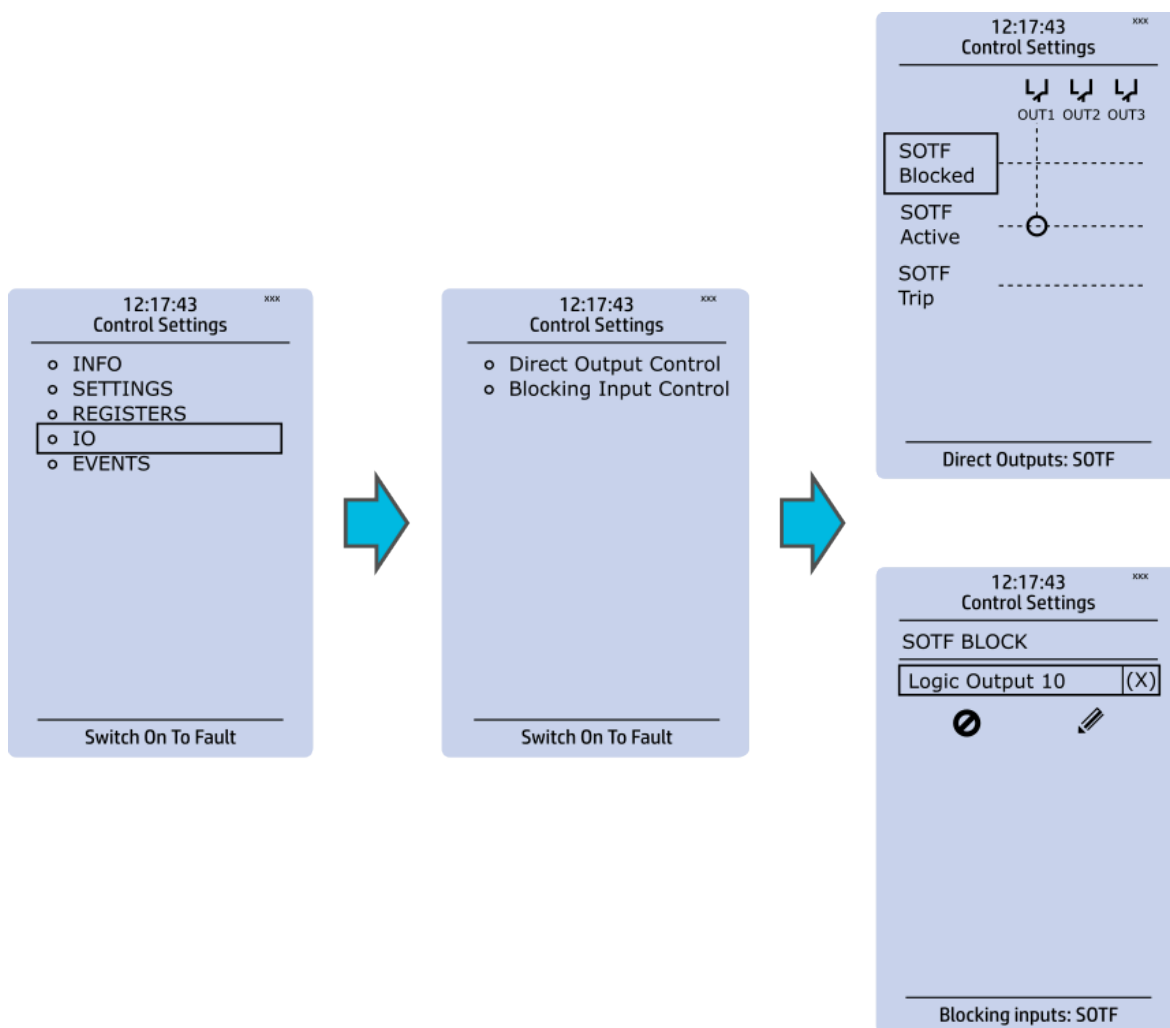 12:17:43 xxx
Control Settings
INFO
SETTINGS
REGISTERS
IO
EVENTS
Switch On To Fault
12:17:43 xxx
Control Settings
Direct Output Control
Blocking Input Control
Switch On To Fault
12:17:43 xxx
Control Settings
OUT1 OUT2 OUT3
SOTF
Blocked
SOTF
Active
SOTF
Trip
Direct Outputs: SOTF
12:17:43 xxx
Control Settings
SOTF BLOCK
Logic Output 10 (X)
Blocking inputs: SOTF